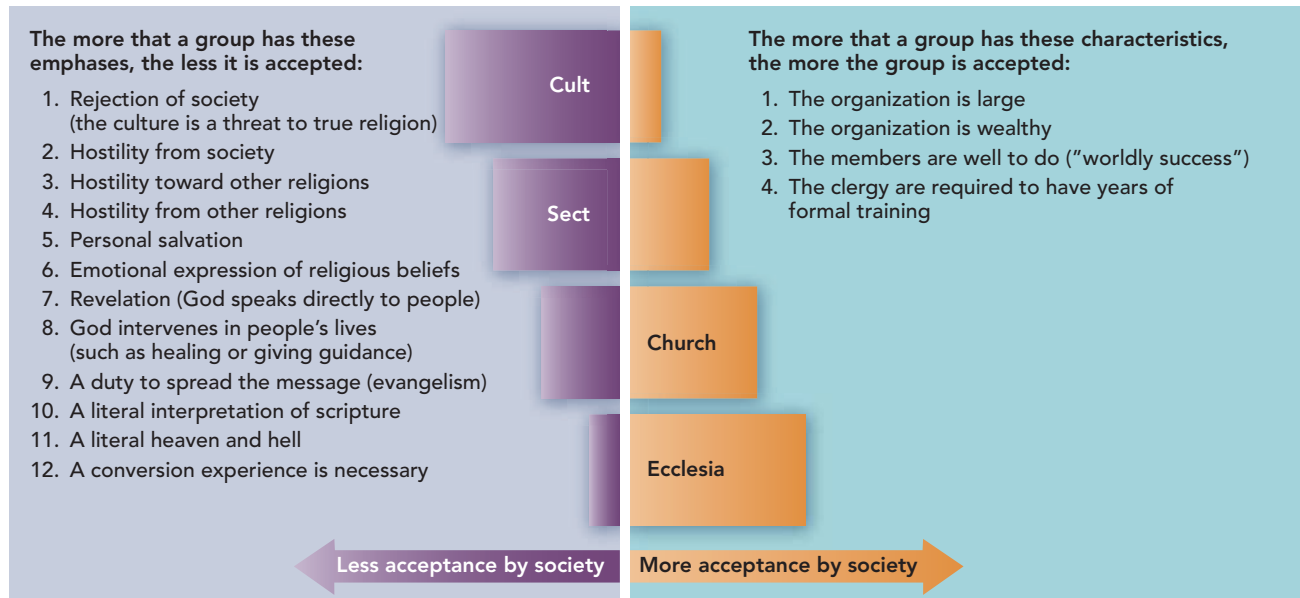 The more that a group has these
emphases, the less it is accepted:
1. Rejection of society
(the culture is a threat to true religion)
2. Hostility from society
3. Hostility toward other religions
4. Hostility from other religions
5. Personal salvation
6. Emotional expression of religious beliefs
7. Revelation (God speaks directly to people)
8. God intervenes in people's lives
(such as healing or giving guidance)
9. A duty to spread the message (evangelism)
10. A literal interpretation of scripture
11. A literal heaven and hell
12. A conversion experience is necessary
Cult
Sect
Less acceptance by society
The more that a group has these characteristics,
the more the group is accepted:
1. The organization is large
2. The organization is wealthy
3. The members are well to do ("worldly success")
4. The clergy are required to have years of
formal training
Church
Ecclesia
More acceptance by society